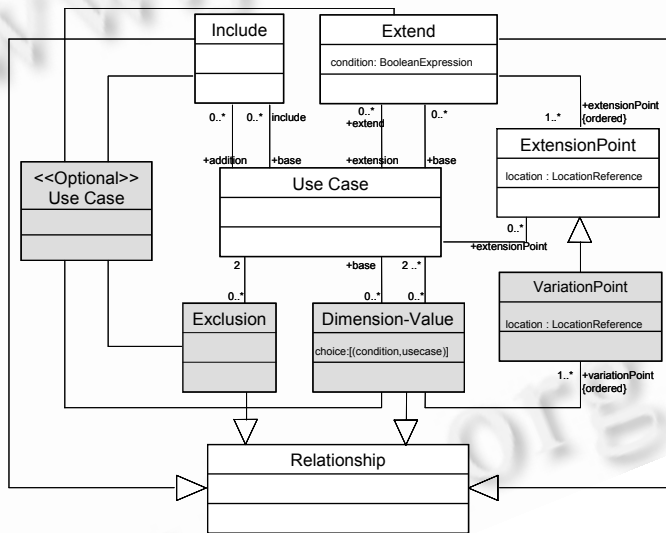 Include
Extend
condition: BooleanExpression
0..*
0..*
include
0..*
+extend
0..*
+extensionPoint
1..*
{ordered}
ExtensionPoint
location : LocationReference
<<Optional>>
Use Case
+addition
+base
+extension
+base
Use Case
0..*
+extensionPoint
2
+base
2 ..*
0..*
0..*
0..*
VariationPoint
location : LocationReference
Exclusion
Dimension-Value
choice:[(condition,usecase)]
1..*
+variationPoint
{ordered}
Relationship